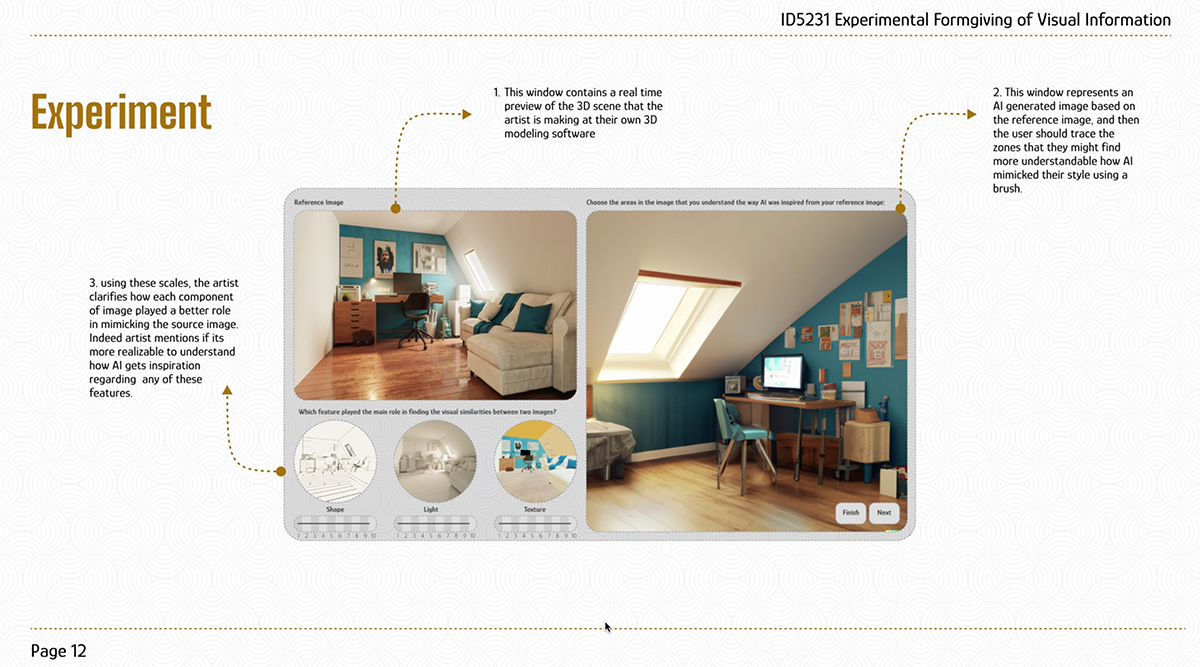 ID5231 Experimental Formgiving of Visual Information
Experiment
1. This window contains a real time
preview of the 3D scene that the
artist is making at their own 3D
modeling software
2. This window represents an
AI generated image based on
the reference image, and then
the user should trace the
zones that they might find
more understandable how AI
mimicked their style using a
brush.
3. using these scales, the artist
clarifies how each component
of image played a better role
in mimicking the source image.
Indeed artist mentions if its
more realizable to understand
how AI gets inspiration
regarding any of these
features.
Reference Image
Choose the areas in the image that you understand the way AI was inspired from your reference image:
Which feature played the main role in finding the visual similarities between two images?
Shape
Light
Texture
1 2 3 4 5 6 7 8 9 10
1 2 3 4 5 6 7 8 9 10
1 2 3 4 5 6 7 8 9 10
Finish
Next
Page 12